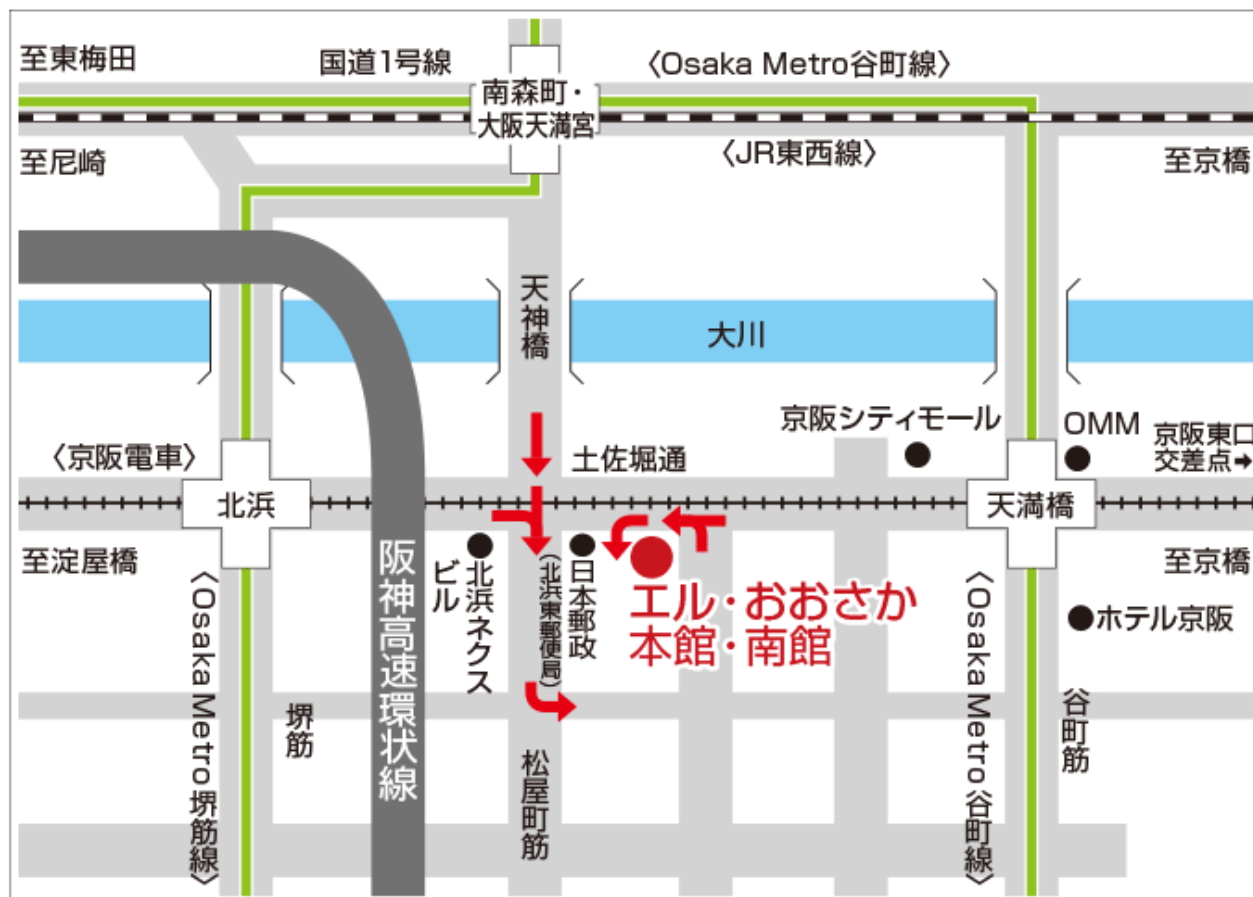 至東梅田
国道1号線
〈Osaka Metro谷町線〉
南森町・
大阪天満宮
至尼崎
〈JR東西線〉
至京橋
天神橋
大川
京阪シティモール
OMM
京阪東口
交差点➡
〈京阪電車〉
土佐堀通
北浜
天満橋
至淀屋橋
至京橋
北浜ネクス
ビル
日本郵政
(北浜東郵便局)
エル・おおさか
本館・南館
ホテル京阪
〈Osaka Metro堺筋線〉
堺筋
阪神高速環状線
松屋町筋
〈Osaka Metro谷町線〉
谷町筋